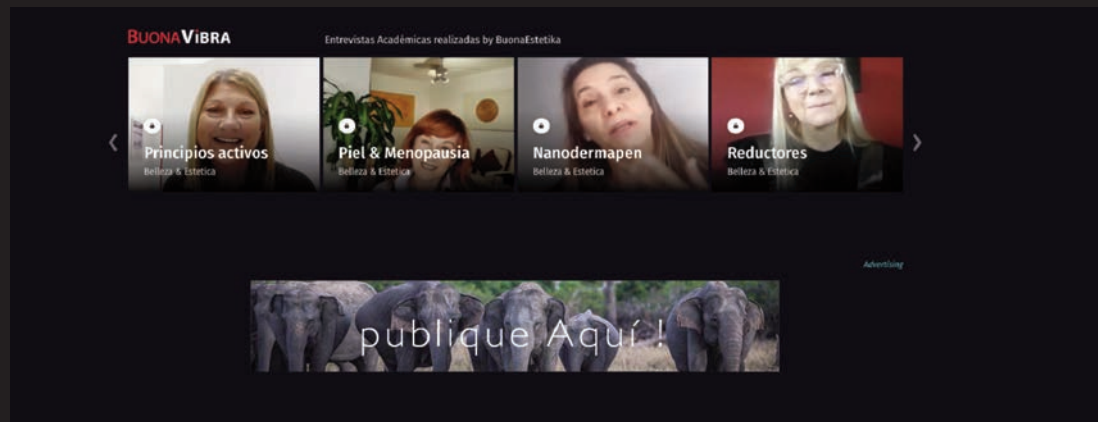 BUONAVIBRA
Entrevistas Académicas realizadas by BuonaEstetika
Principios activos
Belleza & Estetica
Piel & Menopausia
Belleza & Estetica
Nanodermapen
Belleza & Estetica
Reductores
Belleza & Estetica
Advertising
publique Aquí !